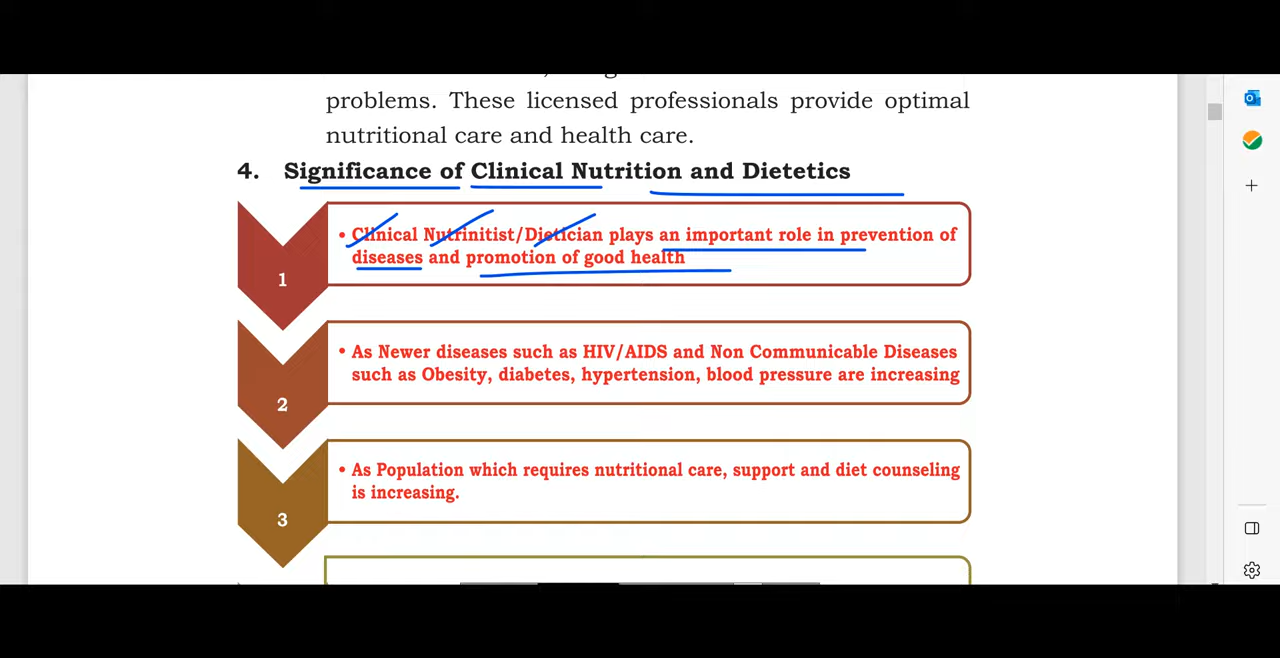 problems. These licensed professionals provide optimal
nutritional care and health care.
4. Significance of Clinical Nutrition and Dietetics
1
• Clinical Nutrinitist/Dietician plays an important role in prevention of
diseases and promotion of good health
2
• As Newer diseases such as HIV/AIDS and Non Communicable Diseases
such as Obesity, diabetes, hypertension, blood pressure are increasing
3
• As Population which requires nutritional care, support and diet counseling
is increasing.